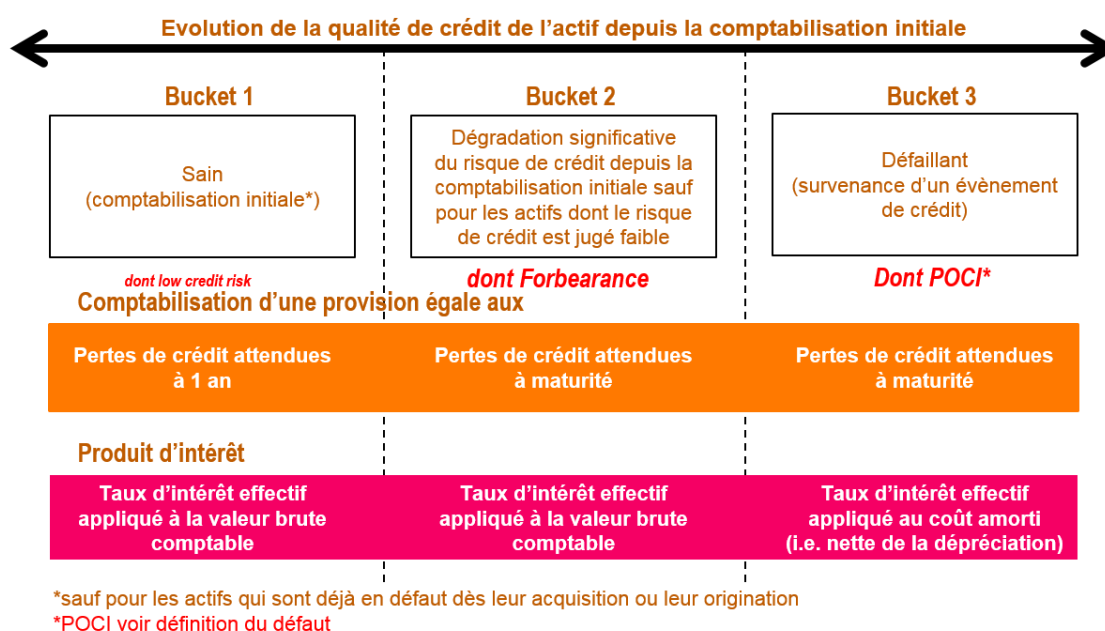 Evolution de la qualité de crédit de l'actif depuis la comptabilisation initiale
Bucket 1
Bucket 2
Bucket 3
Sain
(comptabilisation initiale*)
Dégradation significative
du risque de crédit depuis la
comptabilisation initiale sauf
pour les actifs dont le risque
de crédit est jugé faible
Défaillant
(survenance d'un évènement
de crédit)
dont low credit risk
dont Forbearance
Dont POCI*
Comptabilisation d'une provision égale aux
Pertes de crédit attendues
à 1 an
Pertes de crédit attendues
à maturité
Pertes de crédit attendues
à maturité
Produit d'intérêt
Taux d'intérêt effectif
appliqué à la valeur brute
comptable
Taux d'intérêt effectif
appliqué à la valeur brute
comptable
Taux d'intérêt effectif
appliqué au coût amorti
(i.e. nette de la dépréciation)
*sauf pour les actifs qui sont déjà en défaut dès leur acquisition ou leur origination
*POCI voir définition du défaut